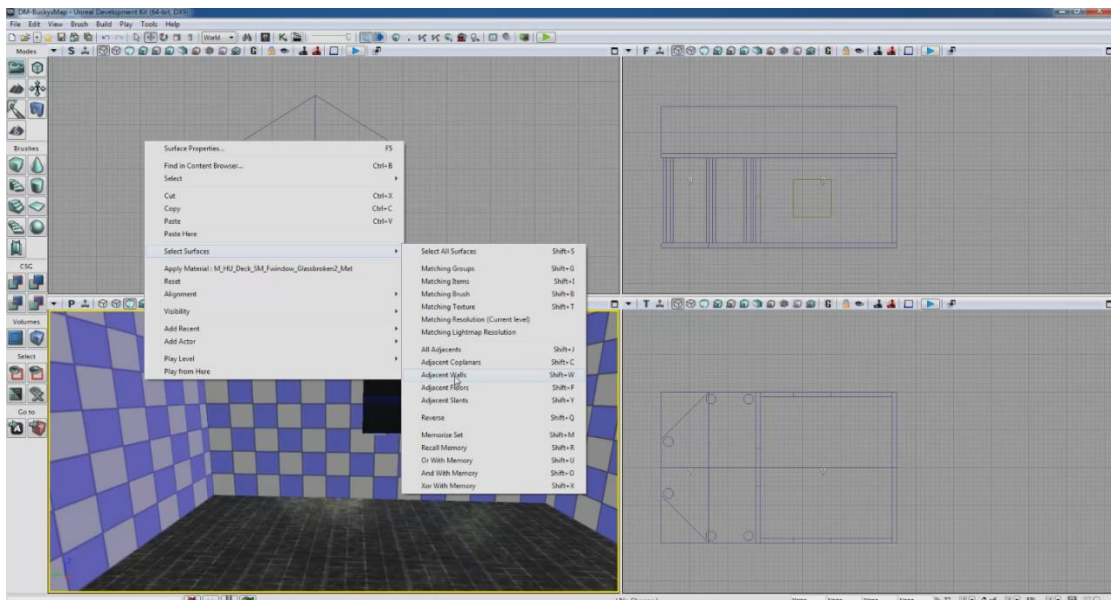 DM-BuckysMap - Unreal Development Kit (64-bit, DX9)
File Edit View Brush Build Play Tools Help
World
Modes
S
G
F
G
Brushes
CSG
Volumes
Select
Go to
Surface Properties... F5
Find in Content Browser... Ctrl+B
Select
Cut Ctrl+X
Copy Ctrl+C
Paste Ctrl+V
Paste Here
Select Surfaces
Apply Material : M_HU_Deck_SM_Fwindow_Glassbroken2_Mat
Reset
Alignment
Visibility
Add Recent
Add Actor
Play Level
Play from Here
Select All Surfaces Shift+S
Matching Groups Shift+G
Matching Items Shift+I
Matching Brush Shift+B
Matching Texture Shift+T
Matching Resolution (Current level)
Matching Lightmap Resolution
All Adjacents Shift+J
Adjacent Coplanars Shift+C
Adjacent Walls Shift+W
Adjacent Floors Shift+F
Adjacent Slants Shift+Y
Reverse Shift+Q
Memorize Set Shift+M
Recall Memory Shift+R
Or With Memory Shift+U
And With Memory Shift+O
Xor With Memory Shift+X
P
T
G